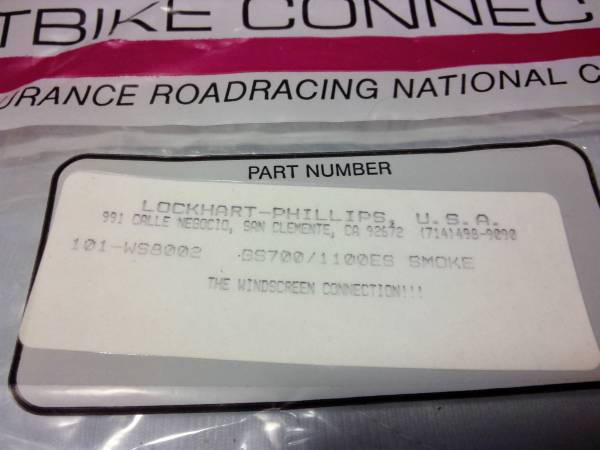 TBIKE CONNEC
URANCE ROADRACING NATIONAL C
PART NUMBER
LOCKHART-PHILLIPS, U.S.A.
991 CALLE NEGOCIO, SAN CLEMENTE, CA 92672 (714)498-9090
101-WS8002 GS700/1100ES SMOKE
THE WINDSCREEN CONNECTION!!!